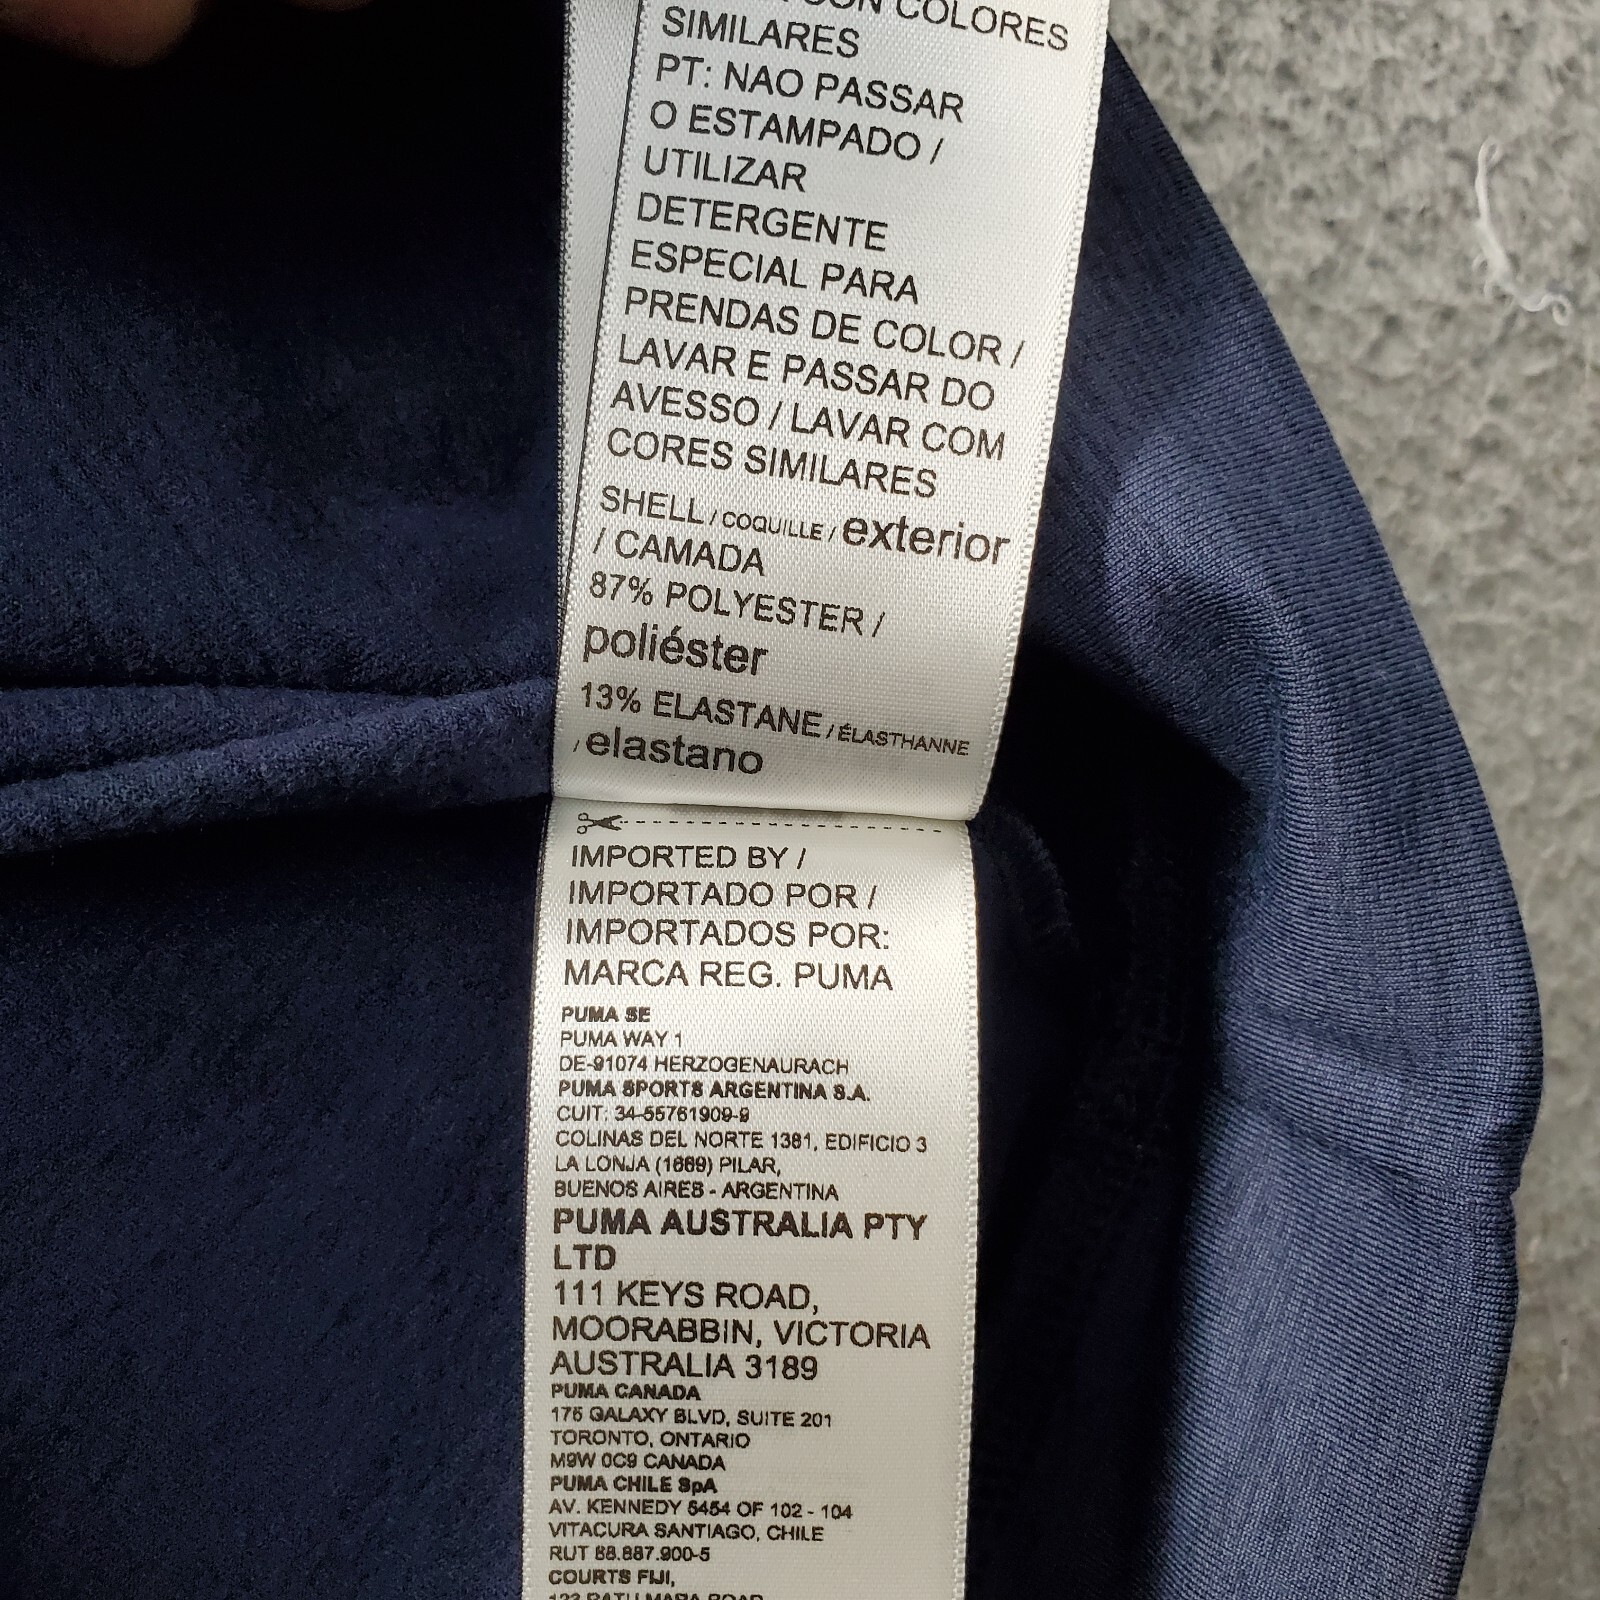 CON COLORES
SIMILARES
PT: NAO PASSAR
O ESTAMPADO /
UTILIZAR
DETERGENTE
ESPECIAL PARA
PRENDAS DE COLOR /
LAVAR E PASSAR DO
AVESSO / LAVAR COM
CORES SIMILARES
SHELL / COQUILLE / exterior
/ CAMADA
87% POLYESTER /
poliéster
13% ELASTANE / ÉLASTHANNE
/ elastano
IMPORTED BY /
IMPORTADO POR /
IMPORTADOS POR:
MARCA REG. PUMA
PUMA SE
PUMA WAY 1
DE-91074 HERZOGENAURACH
PUMA SPORTS ARGENTINA S.A.
CUIT: 34-55761909-9
COLINAS DEL NORTE 1381, EDIFICIO 3
LA LONJA (1669) PILAR,
BUENOS AIRES - ARGENTINA
PUMA AUSTRALIA PTY
LTD
111 KEYS ROAD,
MOORABBIN, VICTORIA
AUSTRALIA 3189
PUMA CANADA
175 GALAXY BLVD, SUITE 201
TORONTO, ONTARIO
M9W 0C9 CANADA
PUMA CHILE SpA
AV. KENNEDY 5454 OF 102 - 104
VITACURA SANTIAGO, CHILE
RUT 88.887.900-5
COURTS FIJI,